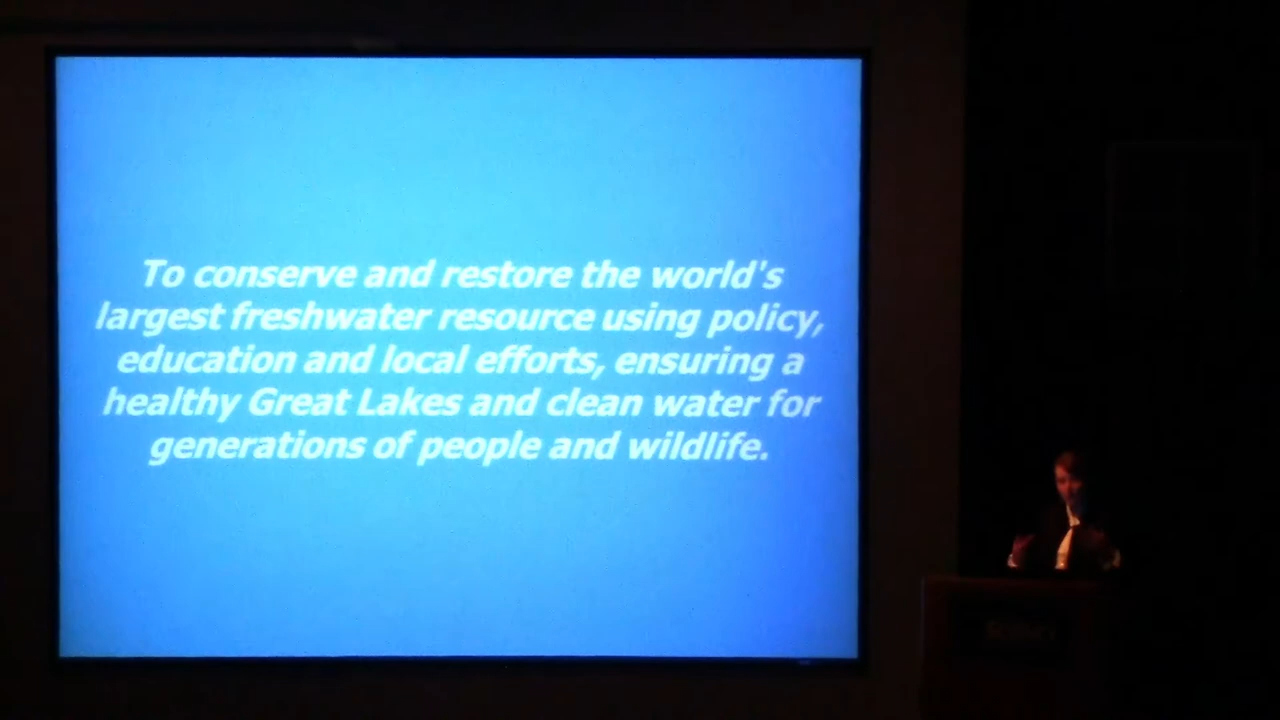 To conserve and restore the world's
largest freshwater resource using policy,
education and local efforts, ensuring a
healthy Great Lakes and clean water for
generations of people and wildlife.